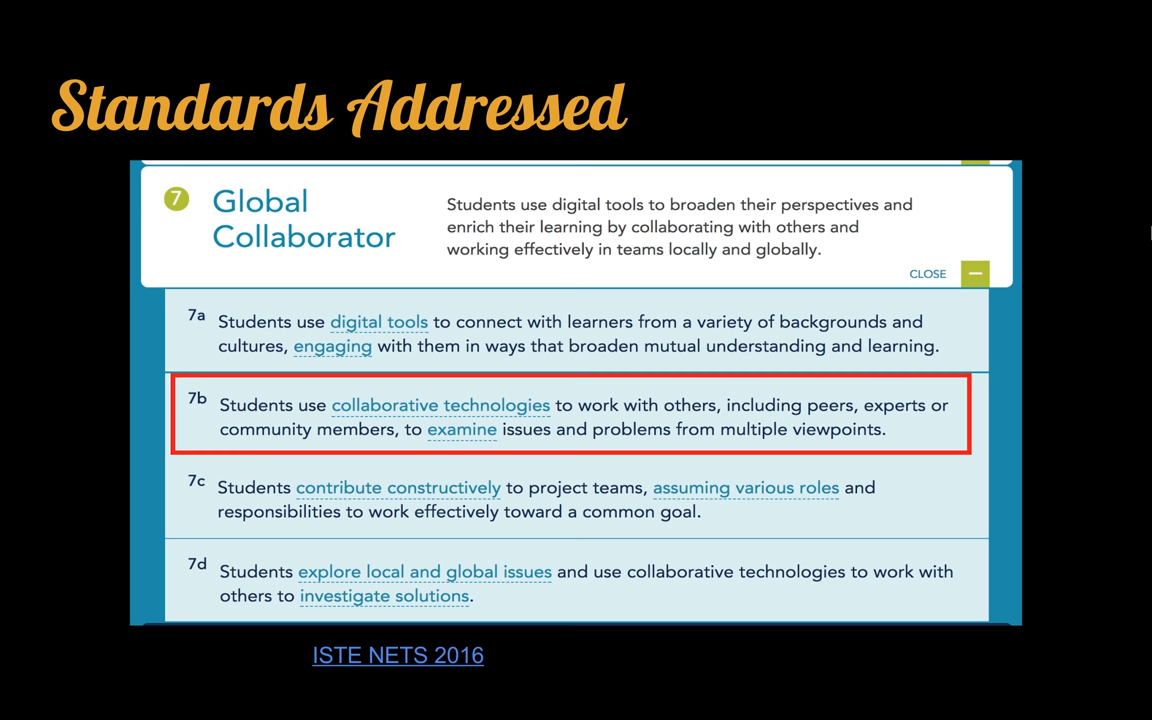 Standards Addressed
7
Global
Collaborator
Students use digital tools to broaden their perspectives and
enrich their learning by collaborating with others and
working effectively in teams locally and globally.
CLOSE
7a
Students use digital tools to connect with learners from a variety of backgrounds and
cultures, engaging with them in ways that broaden mutual understanding and learning.
7b
Students use collaborative technologies to work with others, including peers, experts or
community members, to examine issues and problems from multiple viewpoints.
7c
Students contribute constructively to project teams, assuming various roles and
responsibilities to work effectively toward a common goal.
7d
Students explore local and global issues and use collaborative technologies to work with
others to investigate solutions.
ISTE NETS 2016